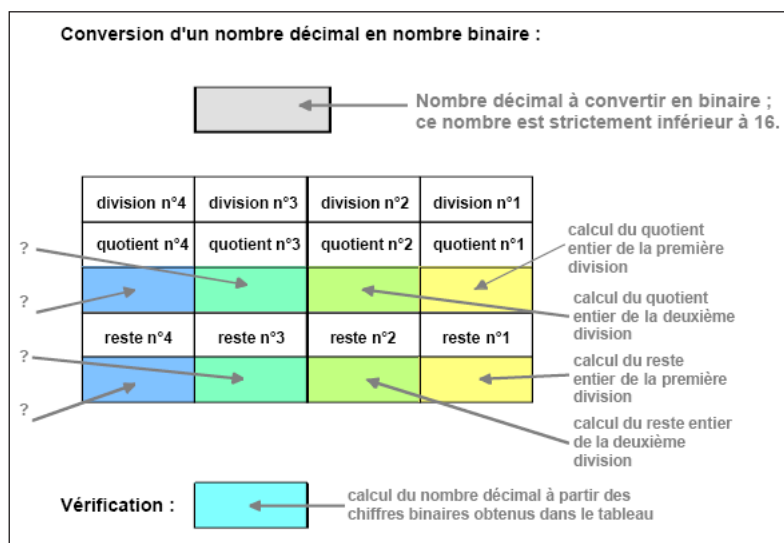 Conversion d'un nombre décimal en nombre binaire :
Nombre décimal à convertir en binaire ;
ce nombre est strictement inférieur à 16.
division n°4 division n°3 division n°2 division n°1
quotient n°4 quotient n°3 quotient n°2 quotient n°1
?
?
calcul du quotient
entier de la première
division
calcul du quotient
entier de la deuxième
division
reste n°4 reste n°3 reste n°2 reste n°1
?
?
calcul du reste
entier de la première
division
calcul du reste entier
de la deuxième
division
Vérification :
calcul du nombre décimal à partir des
chiffres binaires obtenus dans le tableau